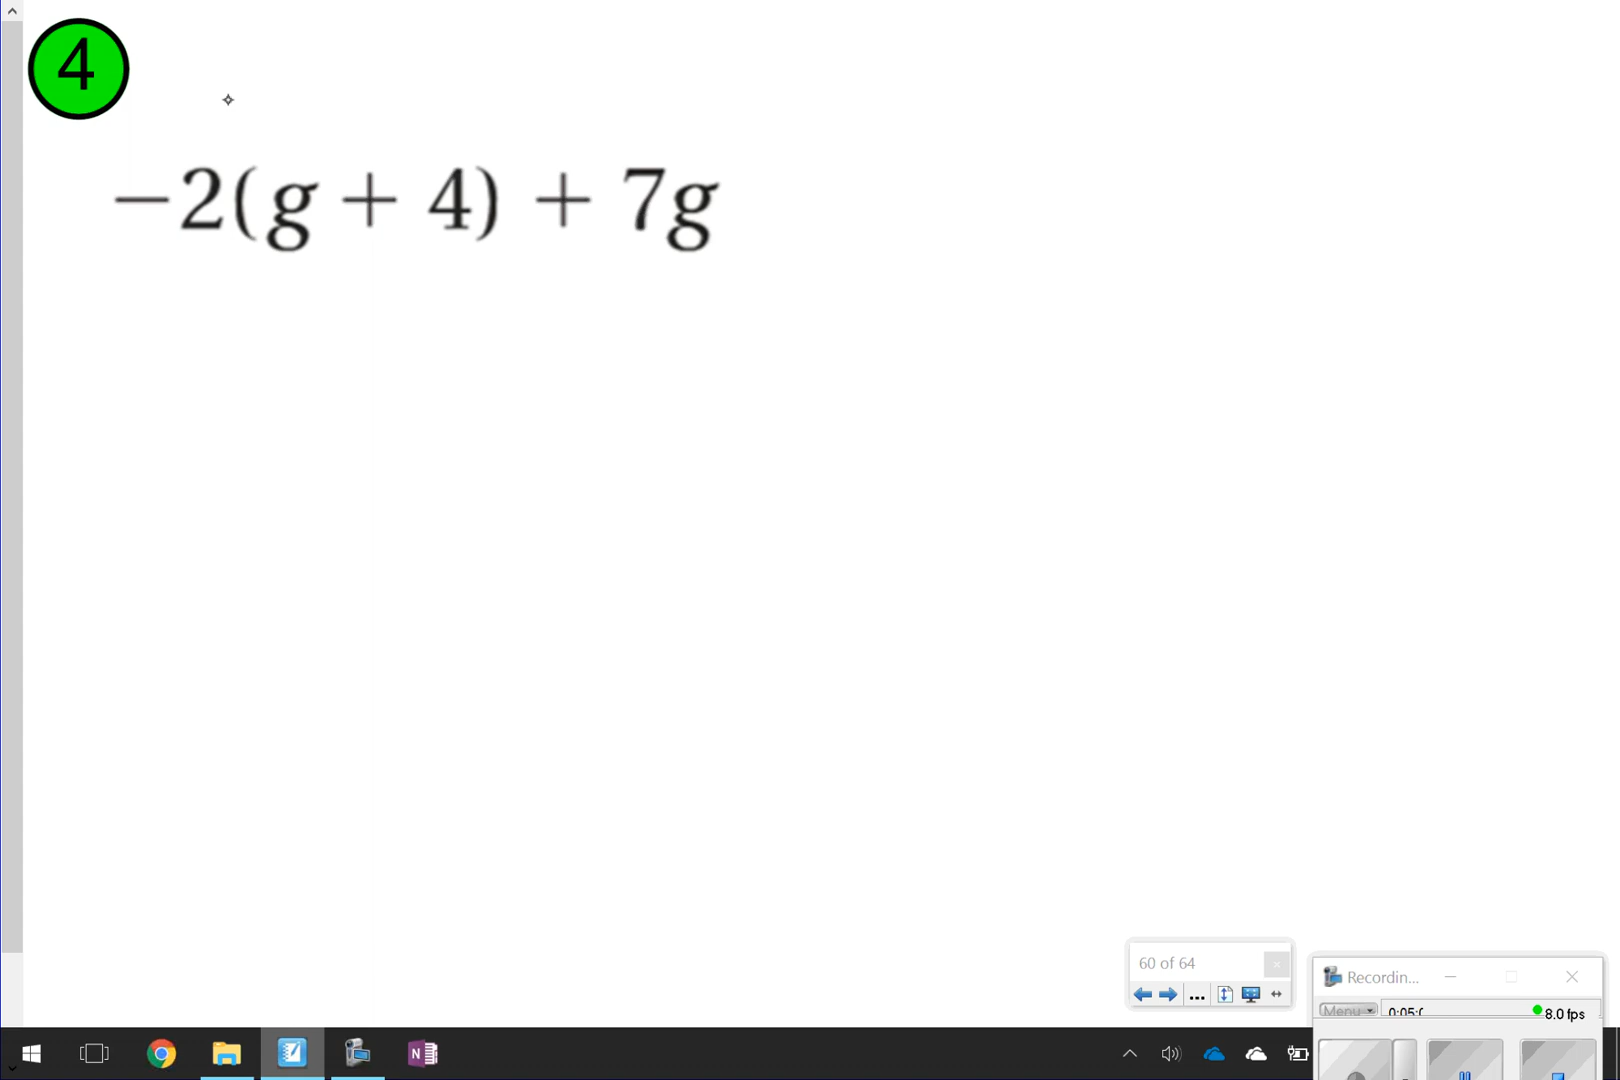 4
−2(g + 4) + 7g
60 of 64
...
Recordin...
Menu
8.0 fps
N